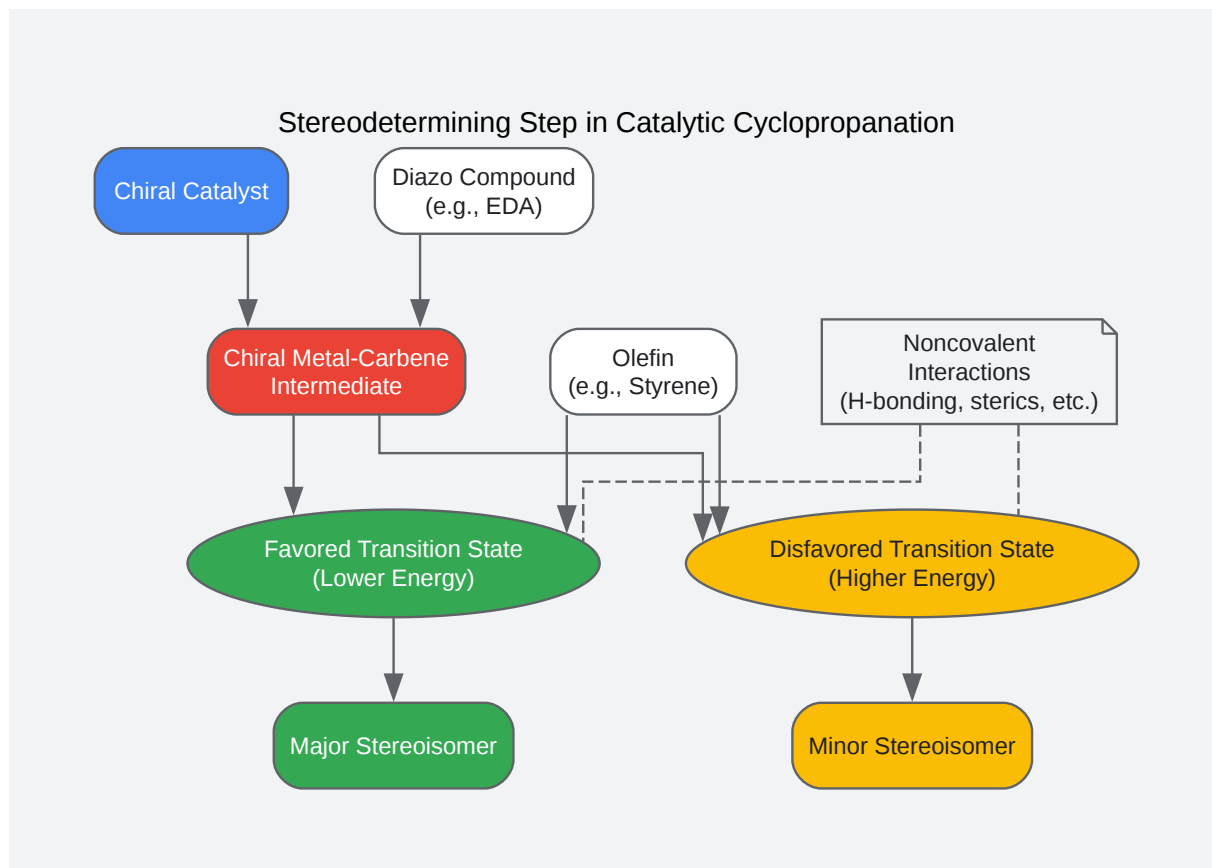 Stereodetermining Step in Catalytic Cyclopropanation
Chiral Catalyst
Diazo Compound
(e.g., EDA)
Chiral Metal-Carbene
Intermediate
Olefin
(e.g., Styrene)
Noncovalent
Interactions
(H-bonding, sterics, etc.)
Favored Transition State
(Lower Energy)
Disfavored Transition State
(Higher Energy)
Major Stereoisomer
Minor Stereoisomer